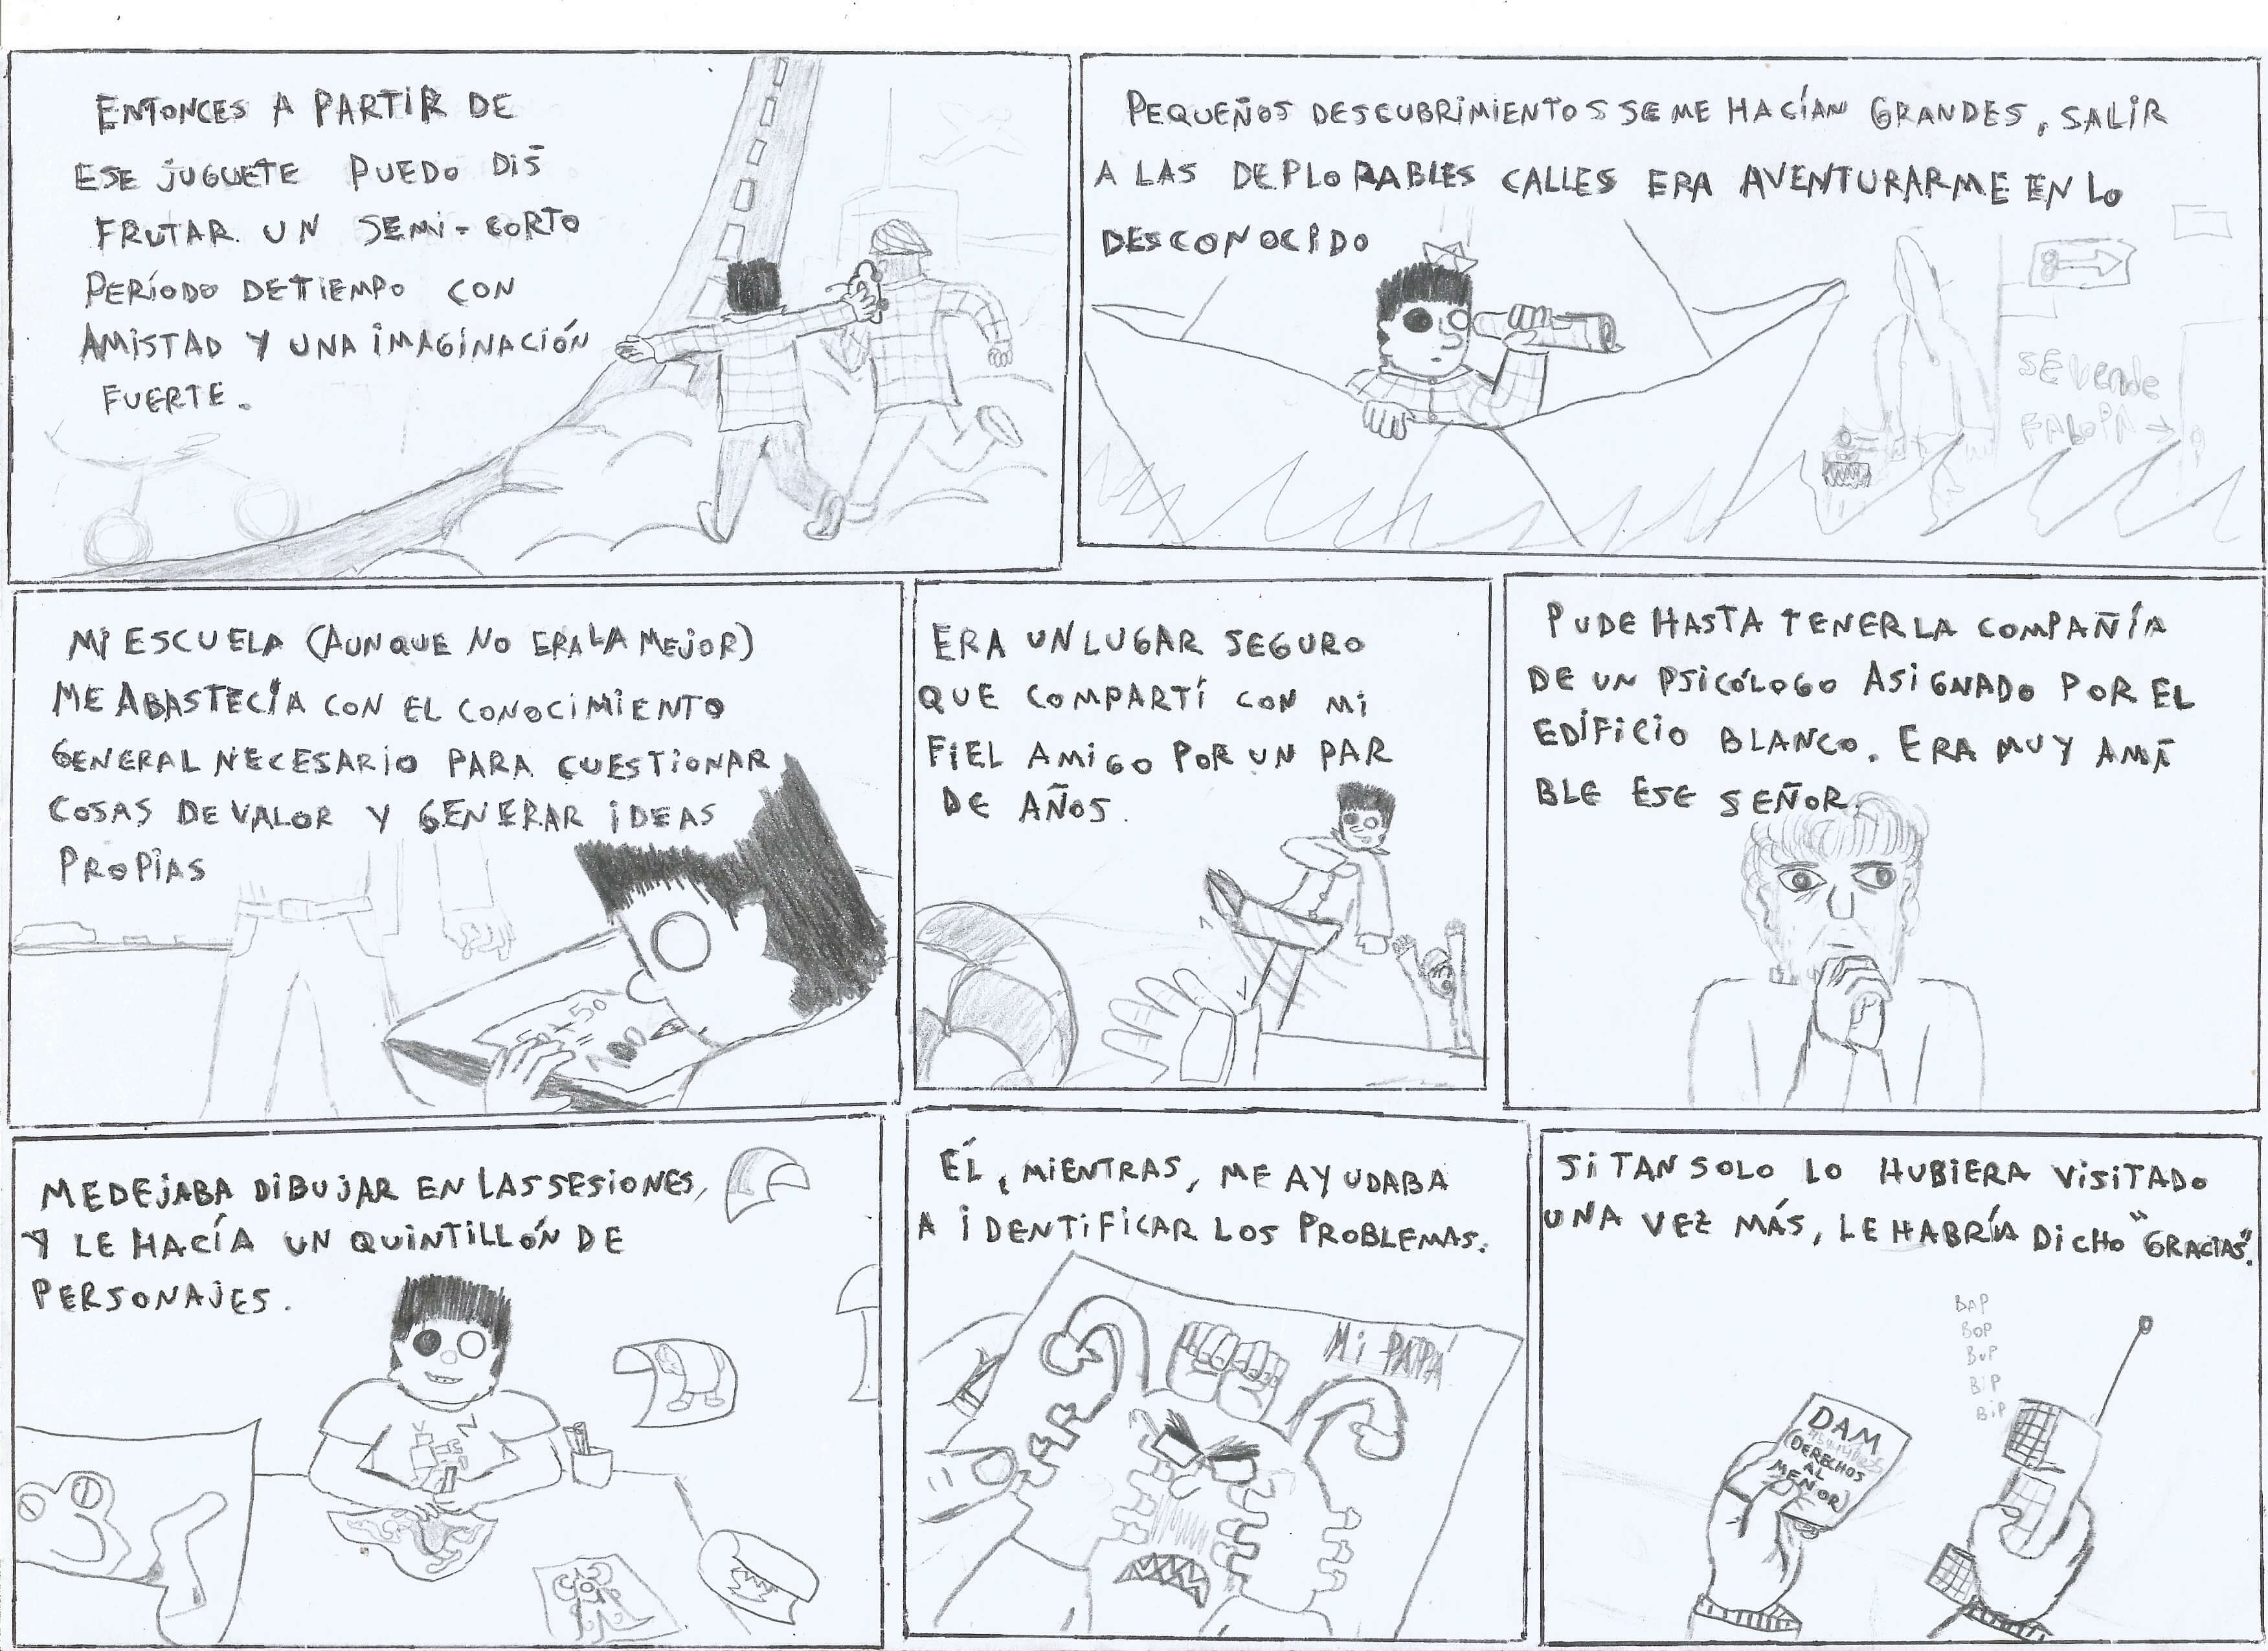 ENTONCES A PARTIR DE
ESE JUGUETE PUEDO DIS
FRUTAR UN SEMI-CORTO
PERÍODO DE TIEMPO CON
AMISTAD Y UNA IMAGINACIÓN
FUERTE.
PEQUEÑOS DESCUBRIMIENTOS SE ME HACÍAN GRANDES, SALIR
A LAS DEPLORABLES CALLES ERA AVENTURARME EN LO
DESCONOCIDO
SE VENDE
FALOPA →
MI ESCUELA (AUNQUE NO ERA LA MEJOR)
ME ABASTECÍA CON EL CONOCIMIENTO
GENERAL NECESARIO PARA CUESTIONAR
COSAS DE VALOR Y GENERAR IDEAS
PROPIAS
50+50
100
ERA UN LUGAR SEGURO
QUE COMPARTÍ CON MI
FIEL AMIGO POR UN PAR
DE AÑOS.
PUDE HASTA TENER LA COMPAÑÍA
DE UN PSICÓLOGO ASIGNADO POR EL
EDIFICIO BLANCO. ERA MUY AMA
BLE ESE SEÑOR.
ME DEJABA DIBUJAR EN LAS SESIONES,
Y LE HACÍA UN QUINTILLÓN DE
PERSONAJES.
ÉL, MIENTRAS, ME AYUDABA
A IDENTIFICAR LOS PROBLEMAS.
Mi PAPÁ
SI TAN SOLO LO HUBIERA VISITADO
UNA VEZ MÁS, LE HABRÍA DICHO "GRACIAS".
BAP
BOP
BUP
BIP
BIP
DAM
(DERECHOS
AL
MENOR)